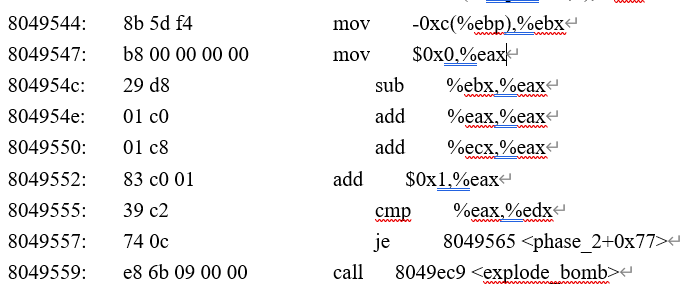 8049544: 8b 5d f4 mov -0xc(%ebp),%ebx↵
8049547: b8 00 00 00 00 mov $0x0,%eax↵
804954c: 29 d8 sub %ebx,%eax↵
804954e: 01 c0 add %eax,%eax↵
8049550: 01 c8 add %ecx,%eax↵
8049552: 83 c0 01 add $0x1,%eax↵
8049555: 39 c2 cmp %eax,%edx↵
8049557: 74 0c je 8049565 <phase_2+0x77>↵
8049559: e8 6b 09 00 00 call 8049ec9 <explode_bomb>↵